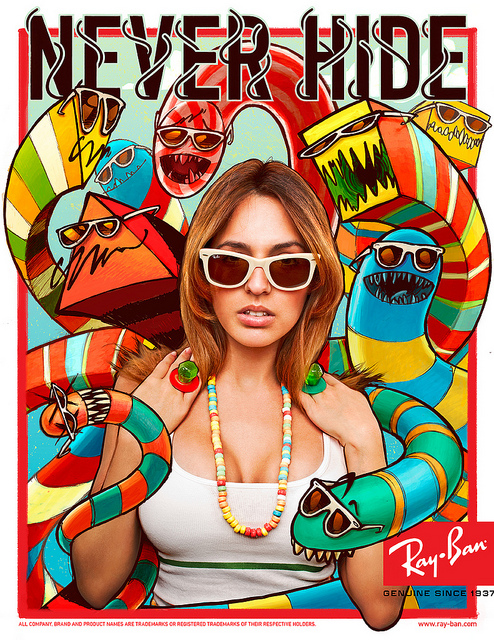 NEVER HIDE
Ray-Ban
GENUINE SINCE 1937
ALL COMPANY, BRAND AND PRODUCT NAMES ARE TRADEMARKS OR REGISTERED TRADEMARKS OF THEIR RESPECTIVE HOLDERS.
www.ray-ban.com